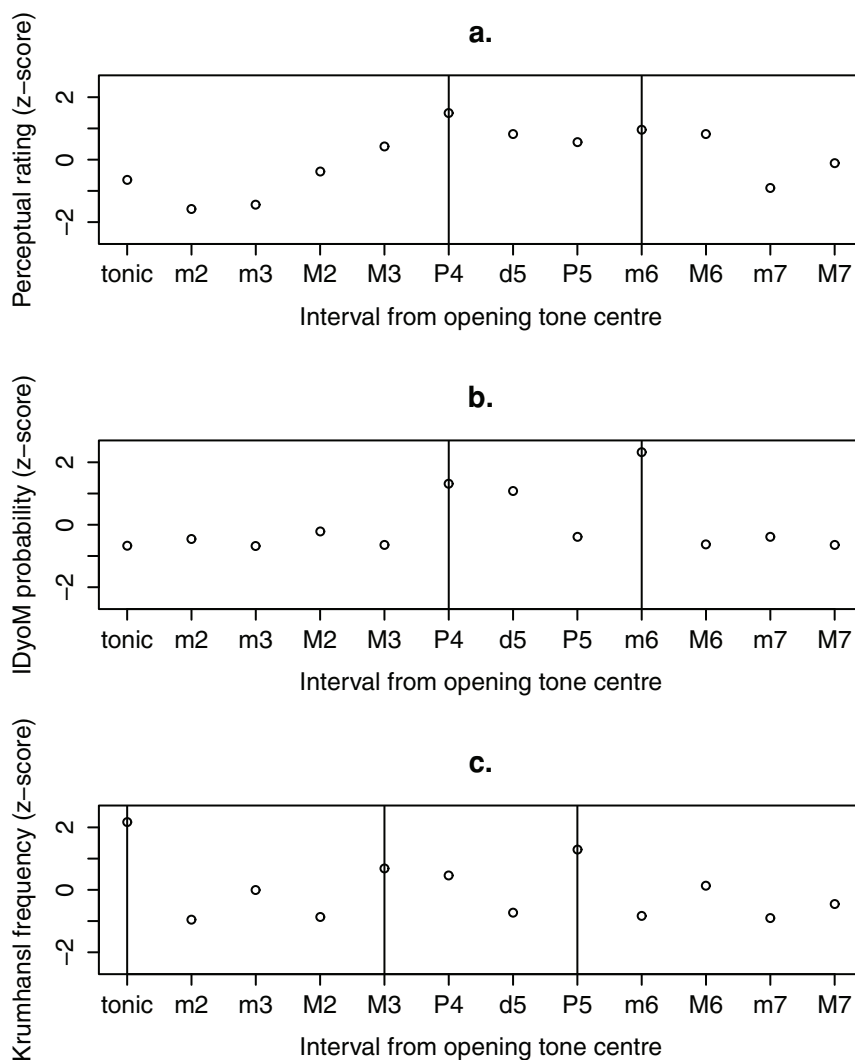 a.
Perceptual rating (z−score)
2
0
−2
tonic m2 m3 M2 M3 P4 d5 P5 m6 M6 m7 M7
Interval from opening tone centre
b.
IDyoM probability (z−score)
2
0
−2
tonic m2 m3 M2 M3 P4 d5 P5 m6 M6 m7 M7
Interval from opening tone centre
c.
Krumhansl frequency (z−score)
2
0
−2
tonic m2 m3 M2 M3 P4 d5 P5 m6 M6 m7 M7
Interval from opening tone centre